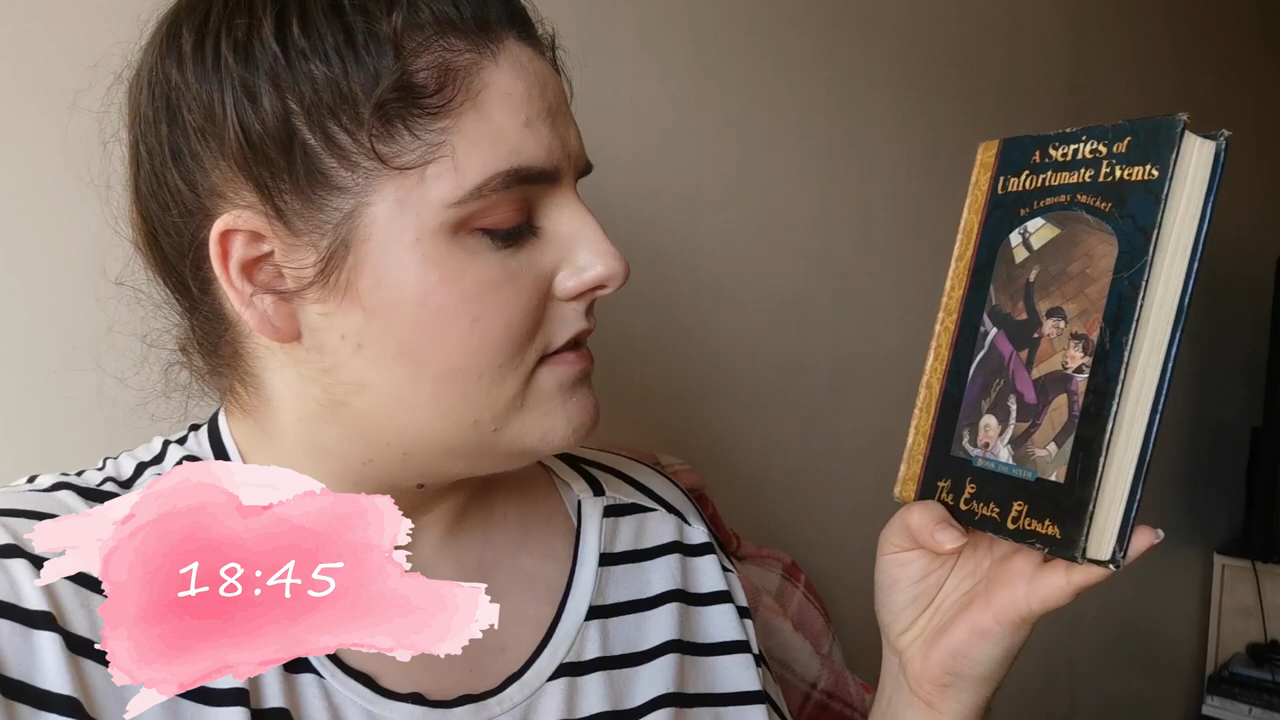 A Series of
Unfortunate Events
by Lemony Snicket
BOOK THE SIXTH
The Ersatz Elevator
18:45